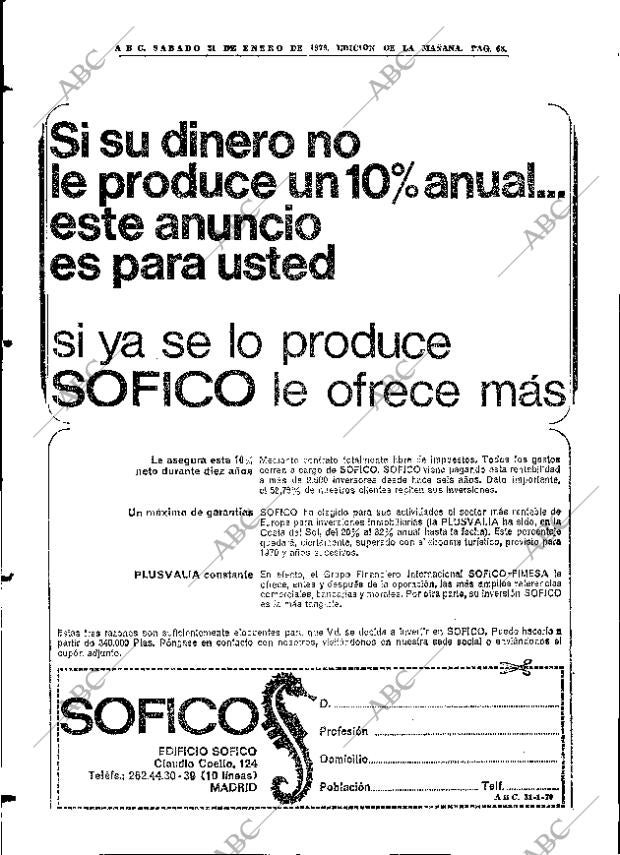 ABC. SABADO 31 DE ENERO DE 1970. EDICION DE LA MAÑANA. PAG. 68.
Si su dinero no
le produce un 10% anual...
este anuncio
es para usted
si ya se lo produce
SOFICO le ofrece más
Le asegura este 10%
neto durante diez años
Mediante contrato totalmente libre de impuestos. Todos los gastos
corren a cargo de SOFICO. SOFICO viene pagando esta rentabilidad
a más de 8.500 inversores desde hace seis años. Dato importante,
el 52,79% de nuestros clientes repiten sus inversiones.
Un máximo de garantías
SOFICO ha elegido para sus actividades el sector más rentable de
Europa para inversiones inmobiliarias (la PLUSVALIA ha sido, en la
Costa del Sol, del 20% al 32% anual hasta la fecha). Este porcentaje
quedará, ciertamente, superado con el turístico, previsto para
1970 y años sucesivos.
PLUSVALIA constante
En efecto, el Grupo Financiero Internacional SOFICO-FIMESA le
ofrece, antes y después de la operación, las más amplias referencias
comerciales, bancarias y morales. Por otra parte, su inversión SOFICO
es la más tangible.
Estas tres razones son suficientemente elocuentes para que Vd. se decida a invertir en SOFICO. Puede hacerlo a
partir de 340.000 Ptas. Póngase en contacto con nosotros, visitándonos en nuestra sede social o enviándonos el
cupón adjunto.
SOFICO
EDIFICIO SOFICO
Claudio Coello, 124
Teléfs.: 262.44.30-39 (10 líneas)
MADRID
D.
Profesión
Domicilio
Población Telf.
ABC. 31-1-70